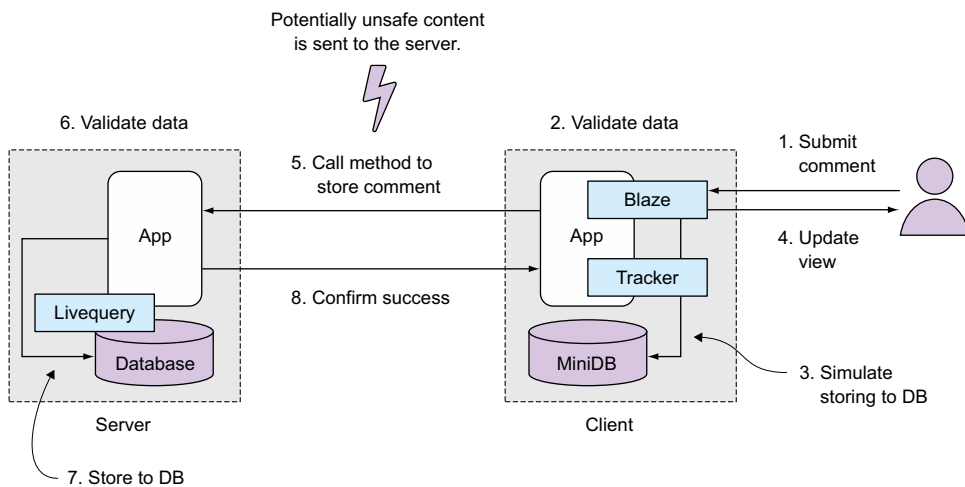 Potentially unsafe content
is sent to the server.
6. Validate data
2. Validate data
1. Submit
comment
5. Call method to
store comment
Blaze
App
App
4. Update
view
Tracker
8. Confirm success
Livequery
Database
MiniDB
3. Simulate
storing to DB
Server
Client
7. Store to DB